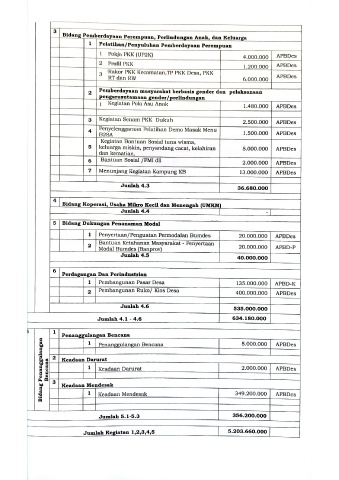 3 Bidang Pemberdayaan Perempuan, Perlindungan Anak, dan Keluarga
1 Pelatihan/Penyuluhan Pemberdayaan Perempuan
1 Pokja PKK (UP2K) 4.000.000 APBDes
2 Profil PKK 1.200.000 APBDes
3 Rakor PKK Kecamatan,TP PKK Desa, PKK RT dan RW 6.000.000 APBDes
2 Pemberdayaan masyarakat berbasis gender dan pelaksanaan
pengarusutamaan gender/perlindungan
1 Kegiatan Pola Asu Anak 1.480.000 APBDes
3 Kegiatan Senam PKK Dukuh 2.500.000 APBDes
4 Penyelenggaraan Pelatihan Demo Masak Menu
B2SA 1.500.000 APBDes
5 Kegiatan Bantuan Sosial tuna wisma,
keluarga miskin, penyandang cacat, kelahiran
dan kematian, 5.000.000 APBDes
6 Bantuan Sosial /PMI dll 2.000.000 APBDes
7 Menunjang Kegiatan Kampung KB 13.000.000 APBDes
Jumlah 4.3 36.680.000
4 Bidang Koperasi, Usaha Mikro Kecil dan Menengah (UMKM)
Jumlah 4.4 -
5 Bidang Dukungan Penanaman Modal
1 Penyertaan/Penguatan Permodalan Bumdes 20.000.000 APBDes
2 Bantuan Ketahanan Masyarakat - Penyertaan
Modal Bumdes (Banprov) 20.000.000 APBD-P
Jumlah 4.5 40.000.000
6 Perdagangan Dan Perindustrian
1 Pembangunan Pasar Desa 135.000.000 APBD-K
2 Pembangunan Ruko/ Kios Desa 400.000.000 APBDes
Jumlah 4.6 535.000.000
Jumlah 4.1 - 4.6 634.180.000
Bidang Penanggulangan
Bencana
1 Penanggulangan Bencana
1 Penanggulangan Bencana 5.000.000 APBDes
2 Keadaan Darurat
1 Keadaan Darurat 2.000.000 APBDes
3 Keadaan Mendesak
1 Keadaan Mendesak 349.200.000 APBDes
Jumlah 5.1-5.3 356.200.000
Jumlah Kegiatan 1,2,3,4,5 5.203.660.000